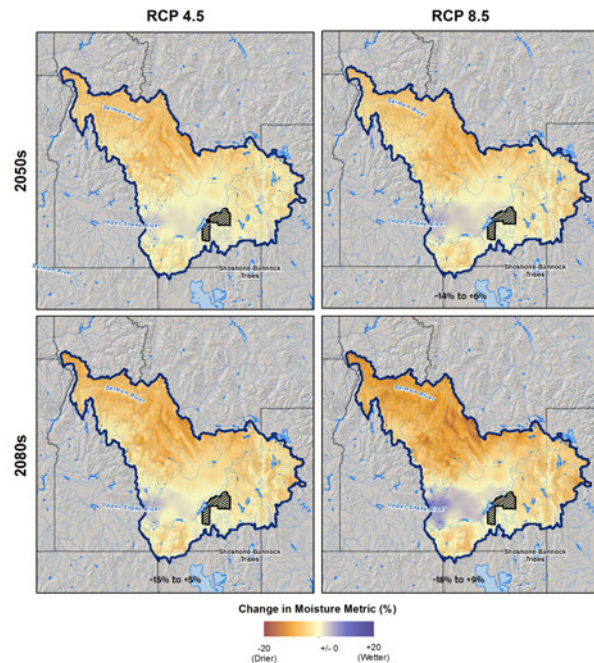 RCP 4.5
RCP 8.5
2050s
Salmon River
Upper Snake River
Shoshone-Bannock
Tribes
Salmon River
Salmon River
Upper Snake River
Shoshone-Bannock
Tribes
-14% to +6%
2080s
Salmon River
Upper Snake River
Shoshone-Bannock
Tribes
-15% to +5%
Salmon River
Upper Snake River
Shoshone-Bannock
Tribes
-18% to +9%
Change in Moisture Metric (%)
-20
+/- 0
+20
(Drier)
(Wetter)